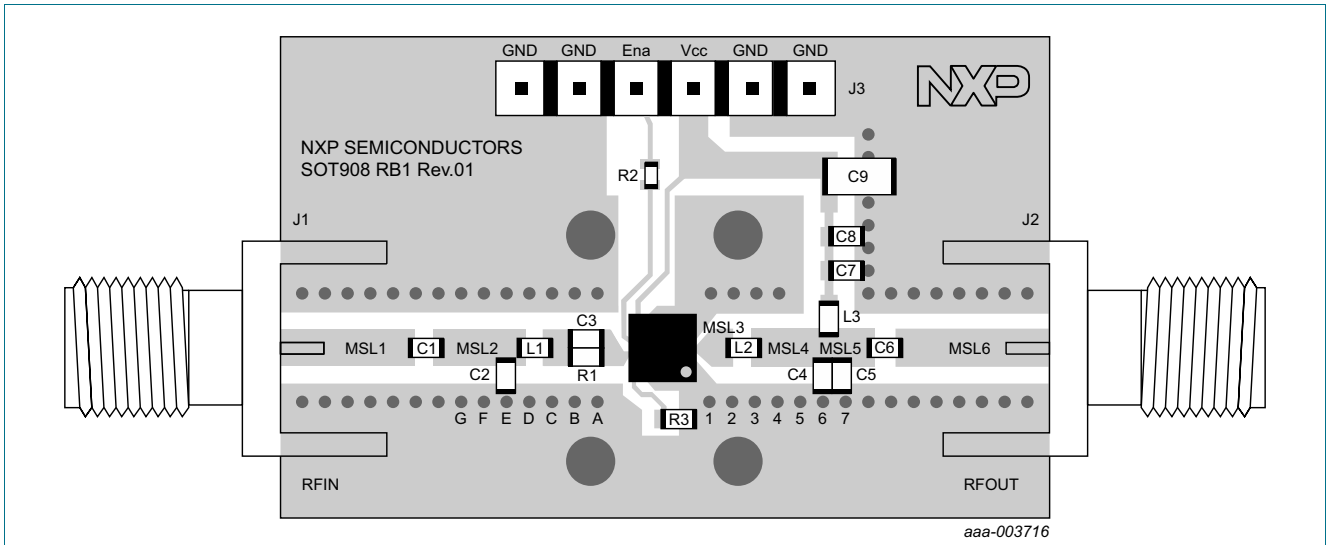 GND GND Ena Vcc GND GND
J3
NXP
NXP SEMICONDUCTORS
SOT908 RB1 Rev.01
R2
C9
J1
J2
C8
C7
L3
C3
MSL3
MSL1 C1 MSL2 L1 L2 MSL4 MSL5 C6 MSL6
C2 R1 C4 C5
R3
G F E D C B A 1 2 3 4 5 6 7
RFIN
RFOUT
aaa-003716